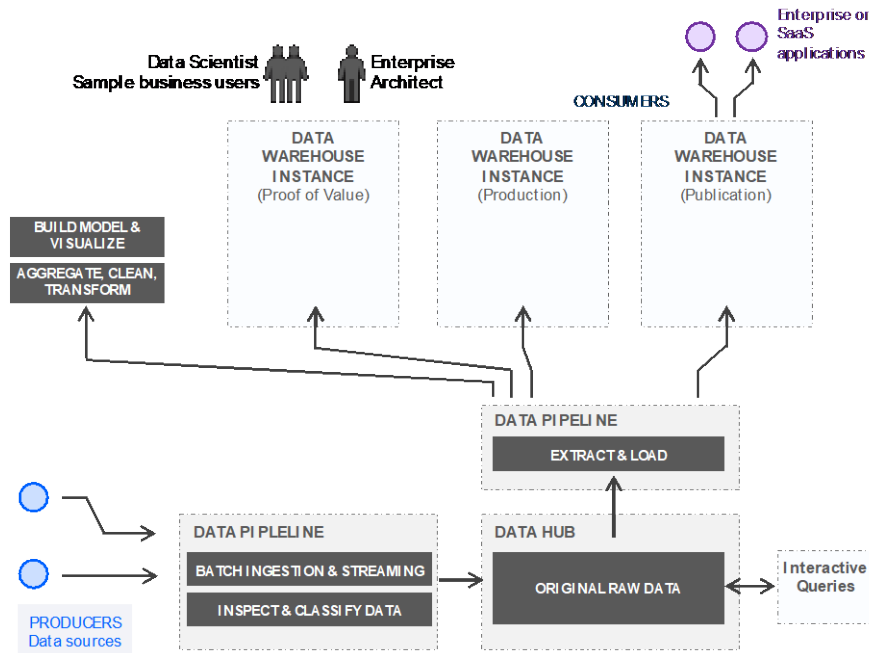 Enterprise or
SaaS
applications
Data Scientist
Sample business users
Enterprise
Architect
CONSUMERS
DATA
WAREHOUSE
INSTANCE
(Proof of Value)
DATA
WAREHOUSE
INSTANCE
(Production)
DATA
WAREHOUSE
INSTANCE
(Publication)
BUILD MODEL &
VISUALIZE
AGGREGATE, CLEAN,
TRANSFORM
DATA PIPELINE
EXTRACT & LOAD
DATA PIPLELINE
BATCH INGESTION & STREAMING
INSPECT & CLASSIFY DATA
DATA HUB
ORIGINAL RAW DATA
Interactive
Queries
PRODUCERS
Data sources